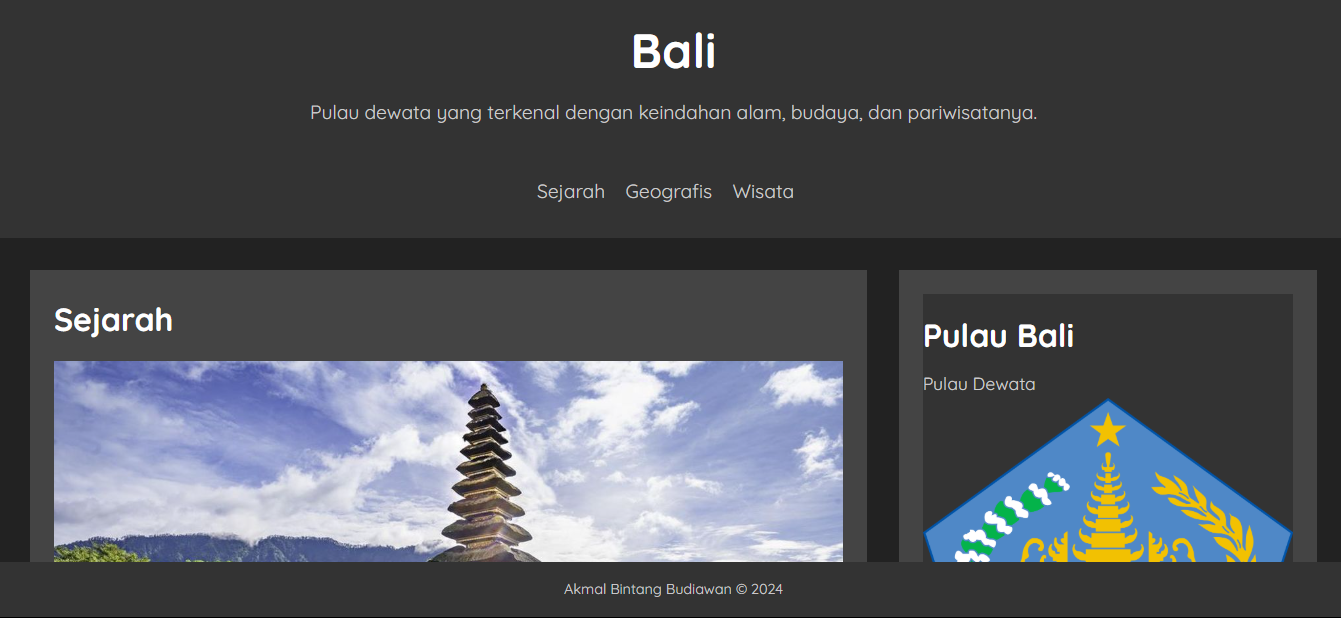 Bali
Pulau dewata yang terkenal dengan keindahan alam, budaya, dan pariwisatanya.
Sejarah Geografis Wisata
Sejarah
Pulau Bali
Pulau Dewata
Akmal Bintang Budiawan © 2024